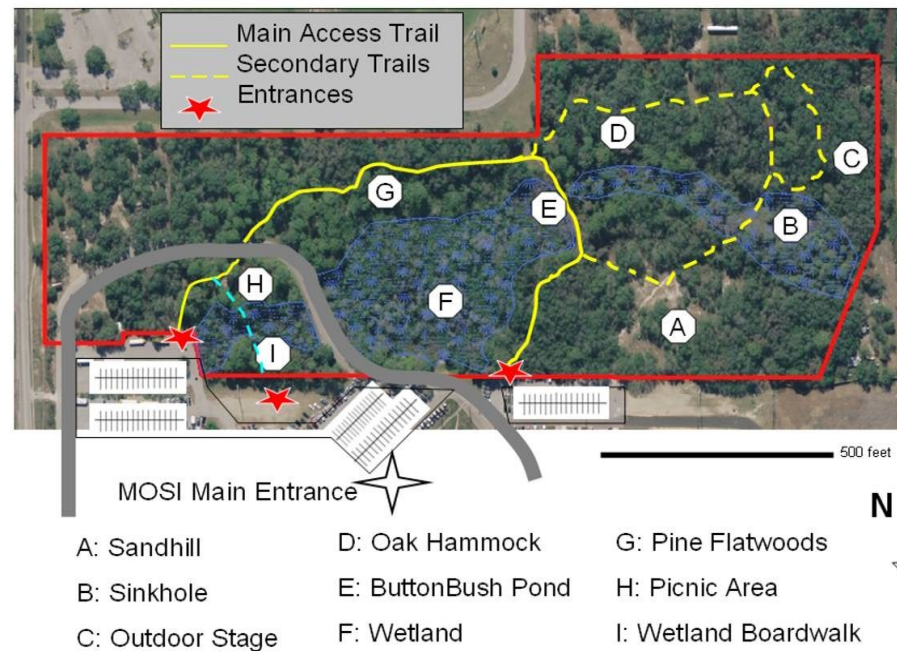 Main Access Trail
Secondary Trails
Entrances
D
C
G
E
B
H
F
A
I
500 feet
MOSI Main Entrance
N
A: Sandhill
D: Oak Hammock
G: Pine Flatwoods
B: Sinkhole
E: ButtonBush Pond
H: Picnic Area
C: Outdoor Stage
F: Wetland
I: Wetland Boardwalk